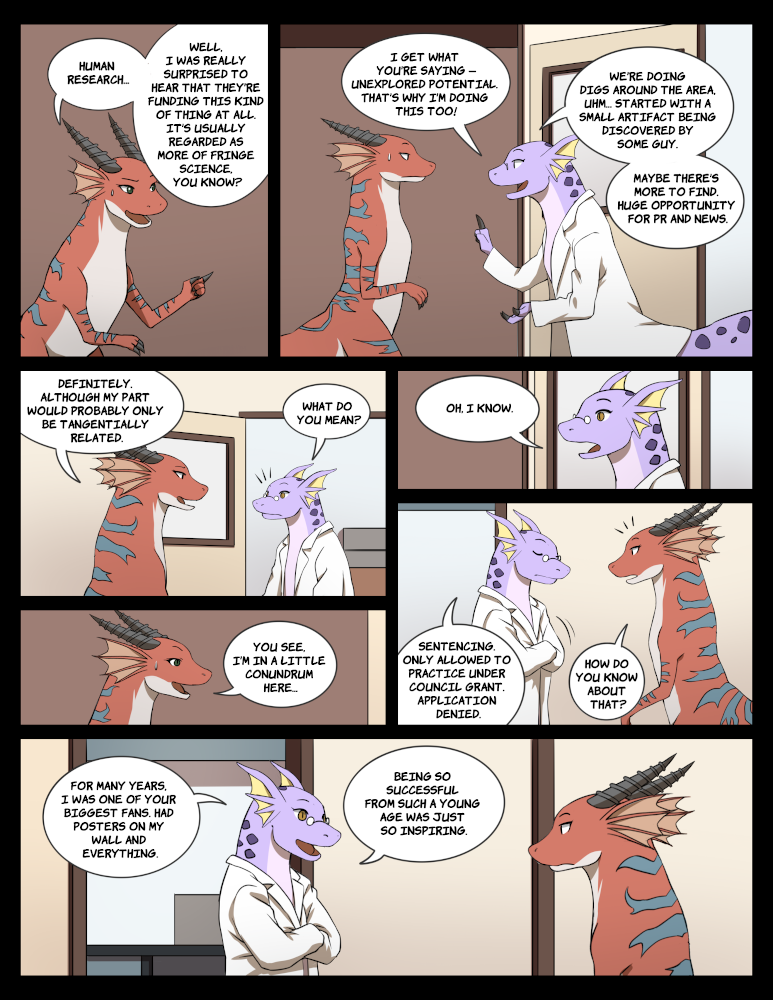 HUMAN
RESEARCH...
WELL,
I WAS REALLY
SURPRISED TO
HEAR THAT THEY'RE
FUNDING THIS KIND
OF THING AT ALL.
IT'S USUALLY
REGARDED AS
MORE OF FRINGE
SCIENCE,
YOU KNOW?
I GET WHAT
YOU'RE SAYING –
UNEXPLORED POTENTIAL.
THAT'S WHY I'M DOING
THIS TOO!
WE'RE DOING
DIGS AROUND THE AREA,
UHM... STARTED WITH A
SMALL ARTIFACT BEING
DISCOVERED BY
SOME GUY.
MAYBE THERE'S
MORE TO FIND.
HUGE OPPORTUNITY
FOR PR AND NEWS.
DEFINITELY.
ALTHOUGH MY PART
WOULD PROBABLY ONLY
BE TANGENTIALLY
RELATED.
WHAT DO
YOU MEAN?
YOU SEE,
I'M IN A LITTLE
CONUNDRUM
HERE...
OH, I KNOW.
SENTENCING.
ONLY ALLOWED TO
PRACTICE UNDER
COUNCIL GRANT.
APPLICATION
DENIED.
HOW DO
YOU KNOW
ABOUT
THAT?
FOR MANY YEARS,
I WAS ONE OF YOUR
BIGGEST FANS. HAD
POSTERS ON MY
WALL AND
EVERYTHING.
BEING SO
SUCCESSFUL
FROM SUCH A YOUNG
AGE WAS JUST
SO INSPIRING.